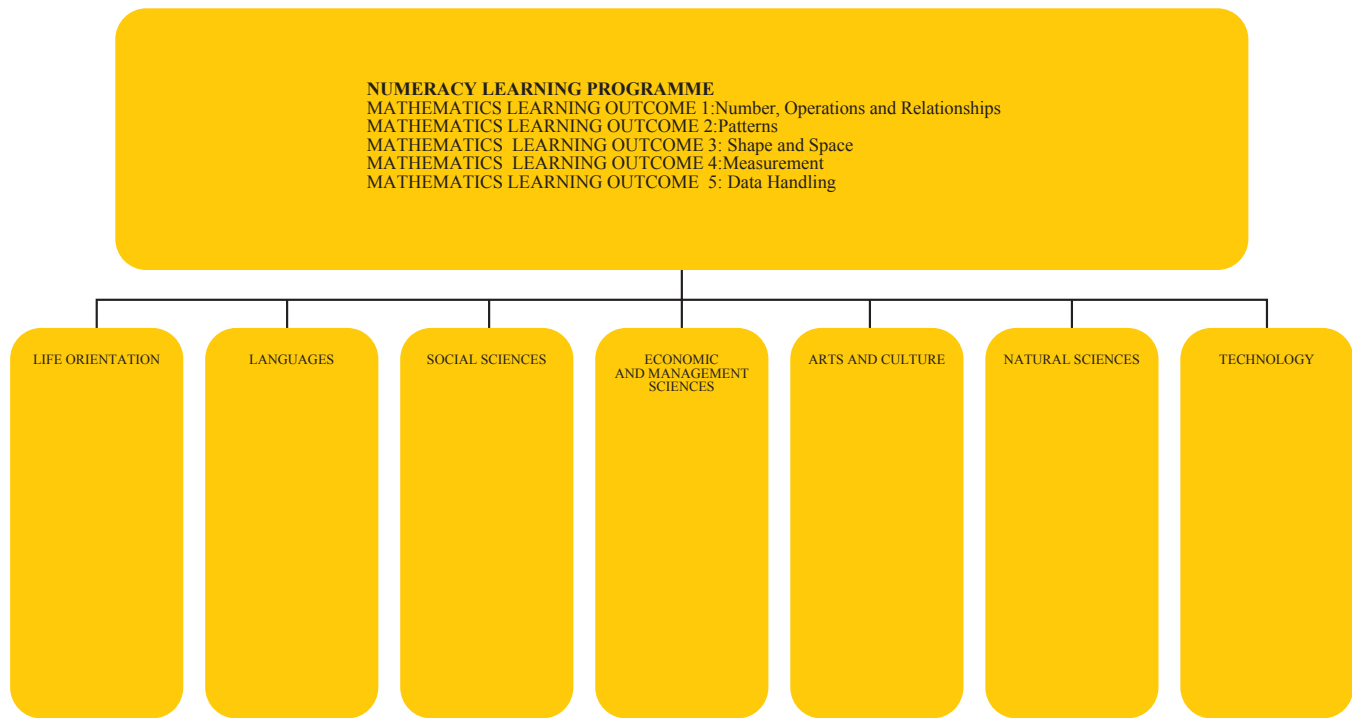 NUMERACY LEARNING PROGRAMME
MATHEMATICS LEARNING OUTCOME 1:Number, Operations and Relationships
MATHEMATICS LEARNING OUTCOME 2:Patterns
MATHEMATICS  LEARNING OUTCOME 3: Shape and Space
MATHEMATICS  LEARNING OUTCOME 4:Measurement
MATHEMATICS LEARNING OUTCOME  5: Data Handling
LIFE ORIENTATION
LANGUAGES
SOCIAL SCIENCES
ECONOMIC
AND MANAGEMENT
SCIENCES
ARTS AND CULTURE
NATURAL SCIENCES
TECHNOLOGY